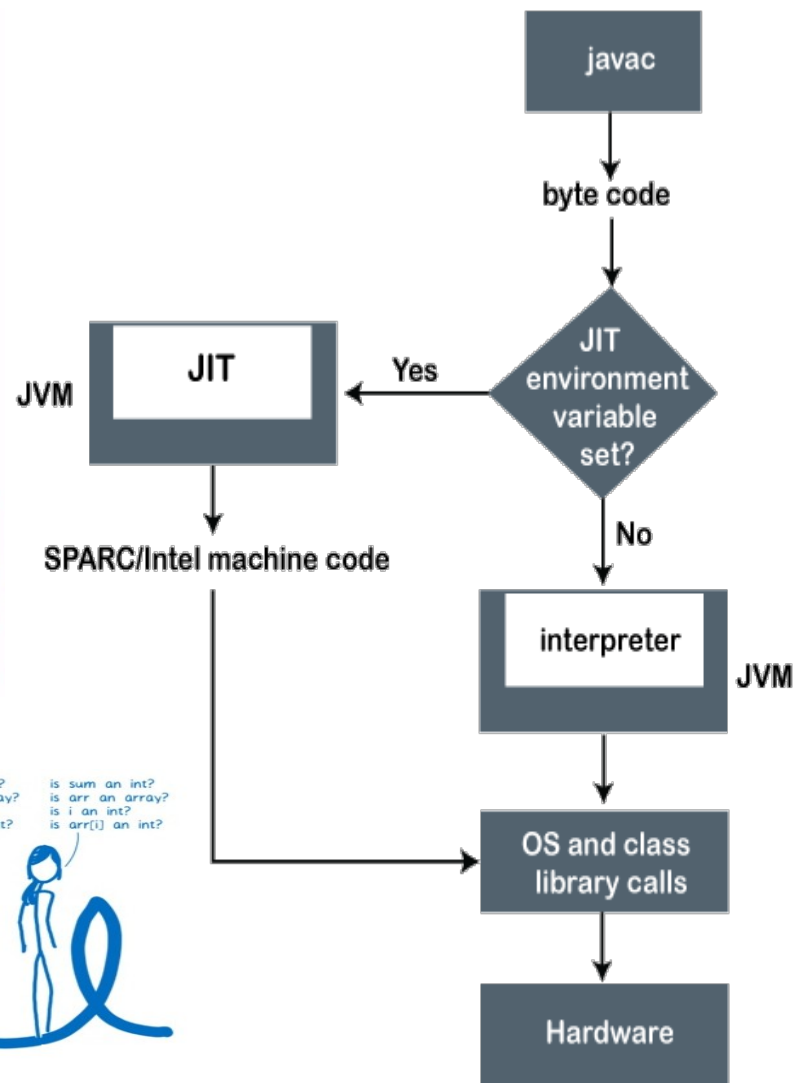 javac
byte code
JIT
environment
variable
set?
Yes
JIT
JVM
SPARC/Intel machine code
No
interpreter
JVM
OS and class
library calls
Hardware
?
is sum an int?
is arr an array?
is i an int?
t?
is arr[i] an int?